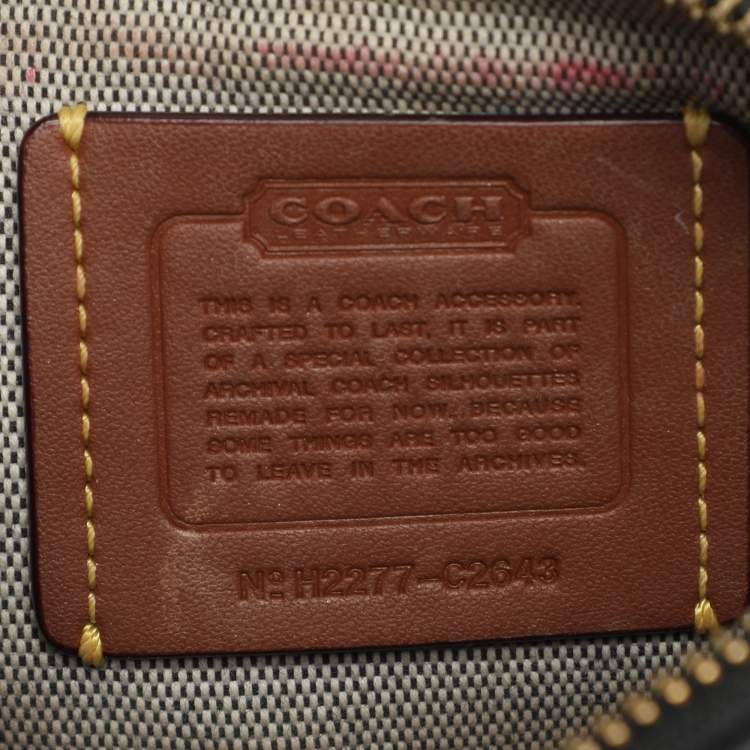 COACH
LEATHERWARE
THIS IS A COACH ACCESSORY.
CRAFTED TO LAST, IT IS PART
OF A SPECIAL COLLECTION OF
ARCHIVAL COACH SILHOUETTES
REMADE FOR NOW. BECAUSE
SOME THINGS ARE TOO GOOD
TO LEAVE IN THE ARCHIVES.
Nº H2277-C2643